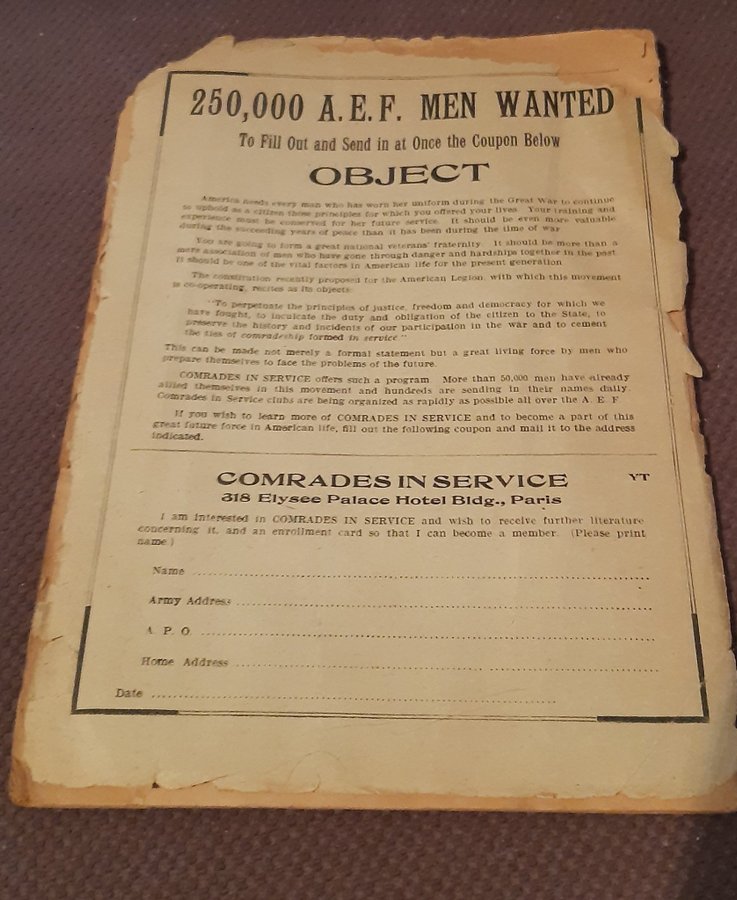 250,000 A.E.F. MEN WANTED
To Fill Out and Send in at Once the Coupon Below
OBJECT
America needs every man who has worn her uniform during the Great War to continue
to uphold as a citizen those principles for which you offered your lives. Your training and
experience must be conserved for her future service. It should be even more valuable
during the succeeding years of peace than it has been during the time of war.
You are going to form a great national veterans' fraternity. It should be more than a
mere association of men who have gone through danger and hardships together in the past.
It should be one of the vital factors in American life for the present generation.
The constitution recently proposed for the American Legion, with which this movement
is co-operating, recites as its objects:
"To perpetuate the principles of justice, freedom and democracy for which we
have fought, to inculcate the duty and obligation of the citizen to the State, to
preserve the history and incidents of our participation in the war and to cement
the ties of comradeship formed in service."
This can be made not merely a formal statement but a great living force by men who
prepare themselves to face the problems of the future.
COMRADES IN SERVICE offers such a program. More than 50,000 men have already
allied themselves in this movement and hundreds are sending in their names daily.
Comrades in Service clubs are being organized as rapidly as possible all over the A. E. F.
If you wish to learn more of COMRADES IN SERVICE and to become a part of this
great future force in American life, fill out the following coupon and mail it to the address
indicated.
COMRADES IN SERVICE YT
318 Elysee Palace Hotel Bldg., Paris
I am interested in COMRADES IN SERVICE and wish to receive further literature
concerning it, and an enrollment card so that I can become a member. (Please print
name.)
Name
Army Address
A. P. O.
Home Address
Date